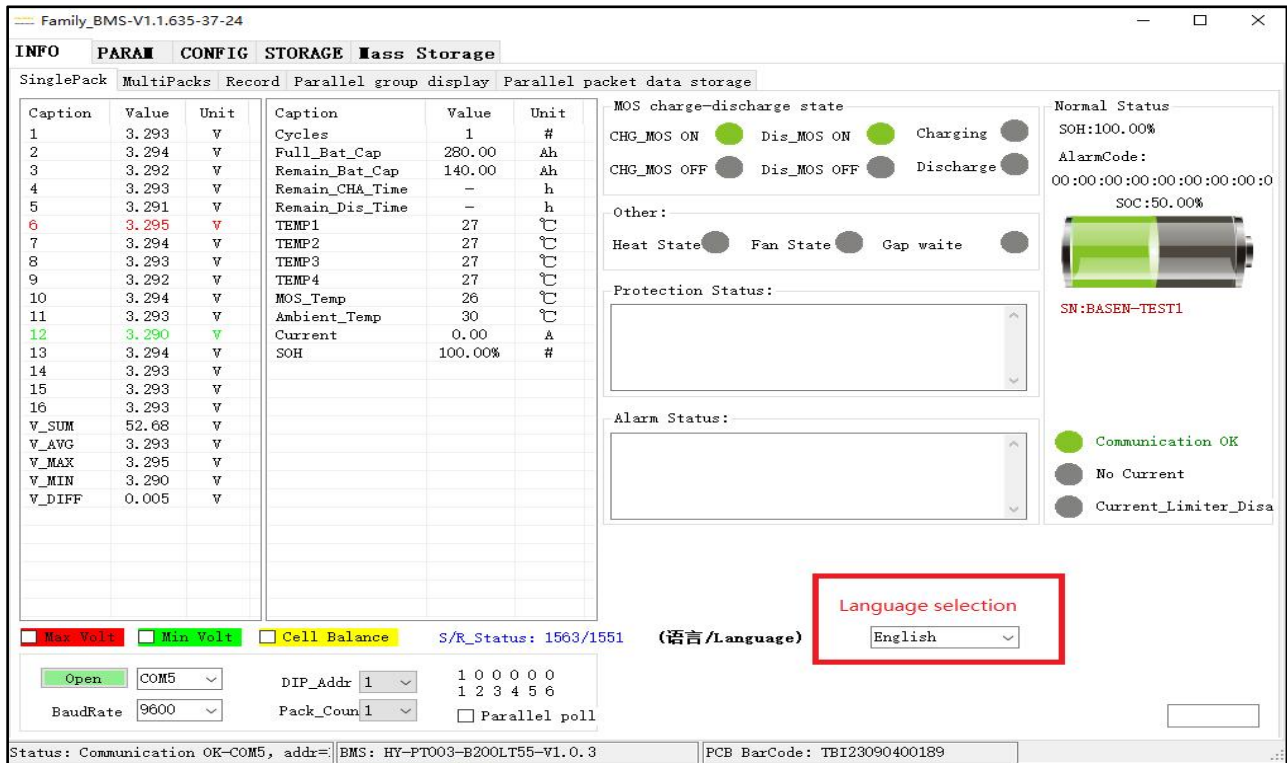 Family_BMS-V1.1.635-37-24
INFO PARAM CONFIG STORAGE Mass Storage
SinglePack MultiPacks Record Parallel group display Parallel packet data storage
Caption Value Unit
1 3.293 V
2 3.294 V
3 3.292 V
4 3.293 V
5 3.291 V
6 3.295 V
7 3.294 V
8 3.293 V
9 3.292 V
10 3.294 V
11 3.293 V
12 3.290 V
13 3.294 V
14 3.293 V
15 3.293 V
16 3.293 V
V_SUM 52.68 V
V_AVG 3.293 V
V_MAX 3.295 V
V_MIN 3.290 V
V_DIFF 0.005 V
Caption Value Unit
Cycles 1 #
Full_Bat_Cap 280.00 Ah
Remain_Bat_Cap 140.00 Ah
Remain_CHA_Time – h
Remain_Dis_Time – h
TEMP1 27 ℃
TEMP2 27 ℃
TEMP3 27 ℃
TEMP4 27 ℃
MOS_Temp 26 ℃
Ambient_Temp 30 ℃
Current 0.00 A
SOH 100.00% #
MOS charge-discharge state
CHG_MOS ON Dis_MOS ON Charging
CHG_MOS OFF Dis_MOS OFF Discharge
Other:
Heat State Fan State Gap waite
Protection Status:
Alarm Status:
Normal Status
SOH:100.00%
AlarmCode:
00:00:00:00:00:00:00:00:0
SOC:50.00%
SN:BASEN-TEST1
Communication OK
No Current
Current_Limiter_Disa
Language selection
Max Volt Min Volt Cell Balance S/R_Status: 1563/1551 (语言/Language) English
Open COM5 DIP_Addr 1 1 0 0 0 0 0
1 2 3 4 5 6
BaudRate 9600 Pack_Coun 1 Parallel poll
Status: Communication OK-COM5, addr= BMS: HY-PT003-B200LT55-V1.0.3 PCB BarCode: TBI23090400189